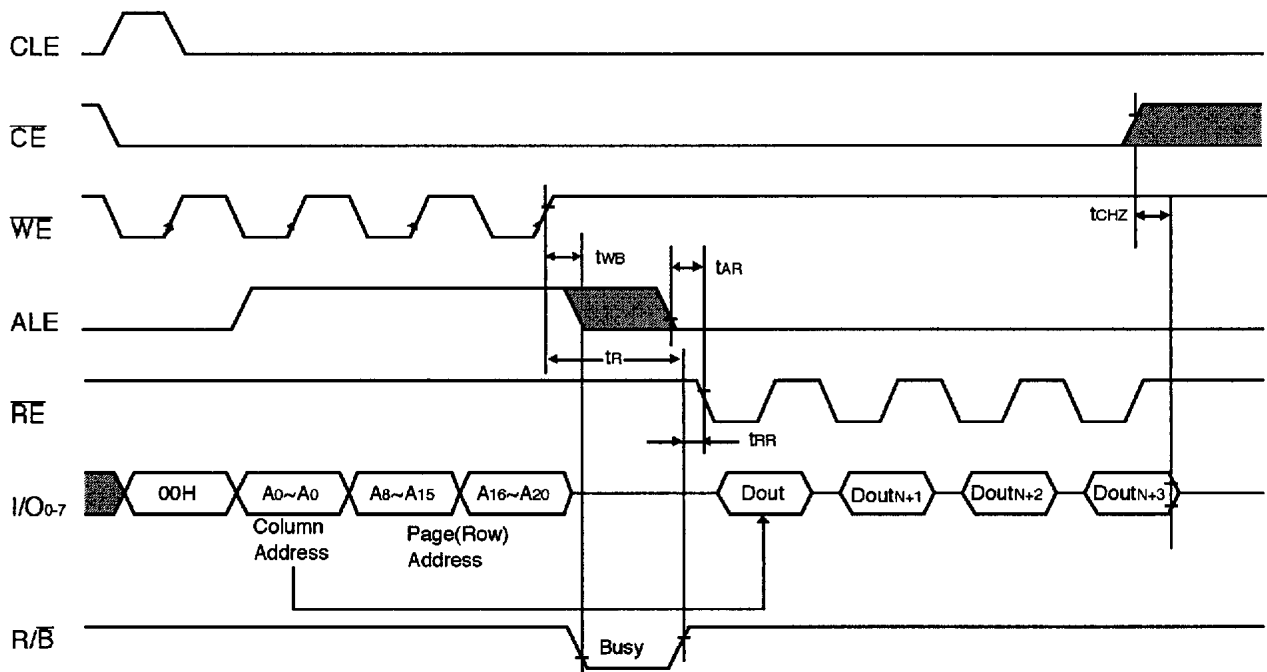 CLE
CE
WE
tCHZ
tWB
tAR
ALE
tR
RE
tRR
I/O0-7
00H
A0~A0
A8~A15
A16~A20
Dout
DoutN+1
DoutN+2
DoutN+3
Column
Address
Page(Row)
Address
R/B
Busy